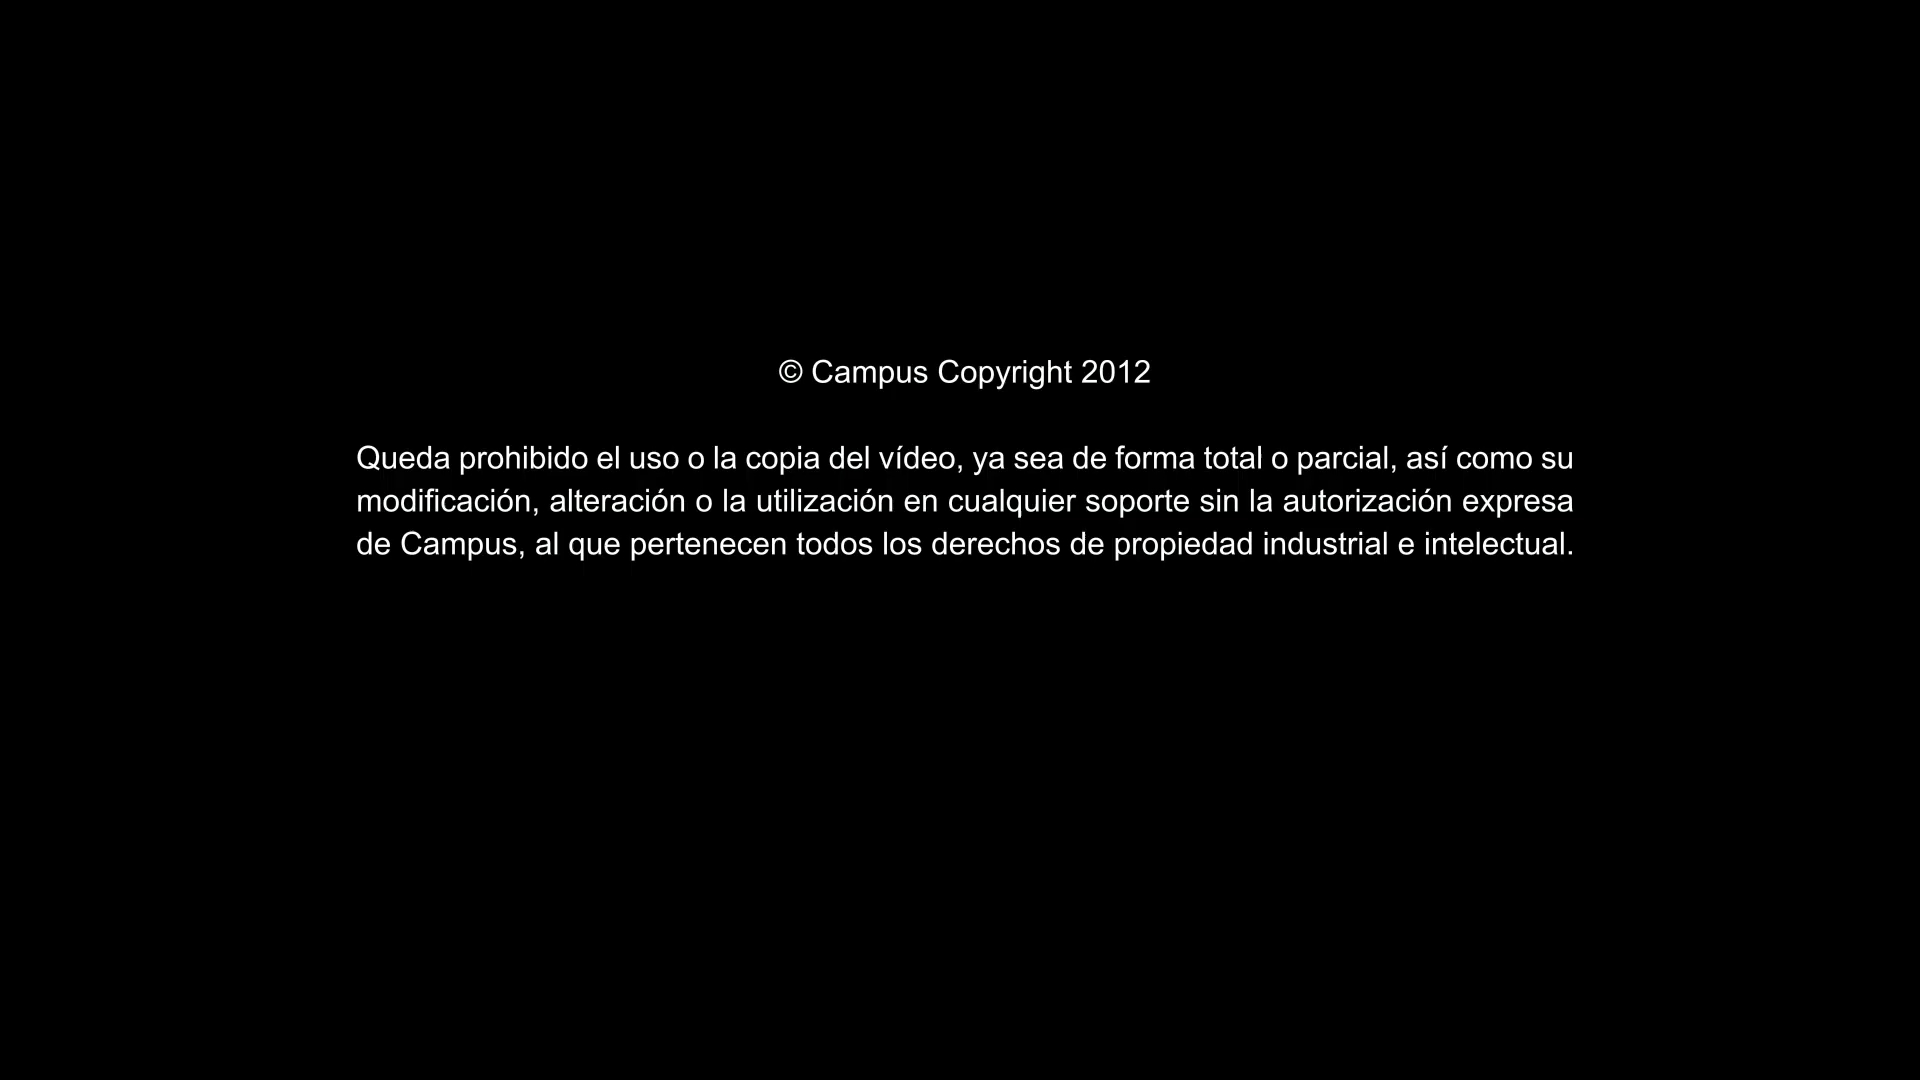 © Campus Copyright 2012
Queda prohibido el uso o la copia del vídeo, ya sea de forma total o parcial, así como su
modificación, alteración o la utilización en cualquier soporte sin la autorización expresa
de Campus, al que pertenecen todos los derechos de propiedad industrial e intelectual.